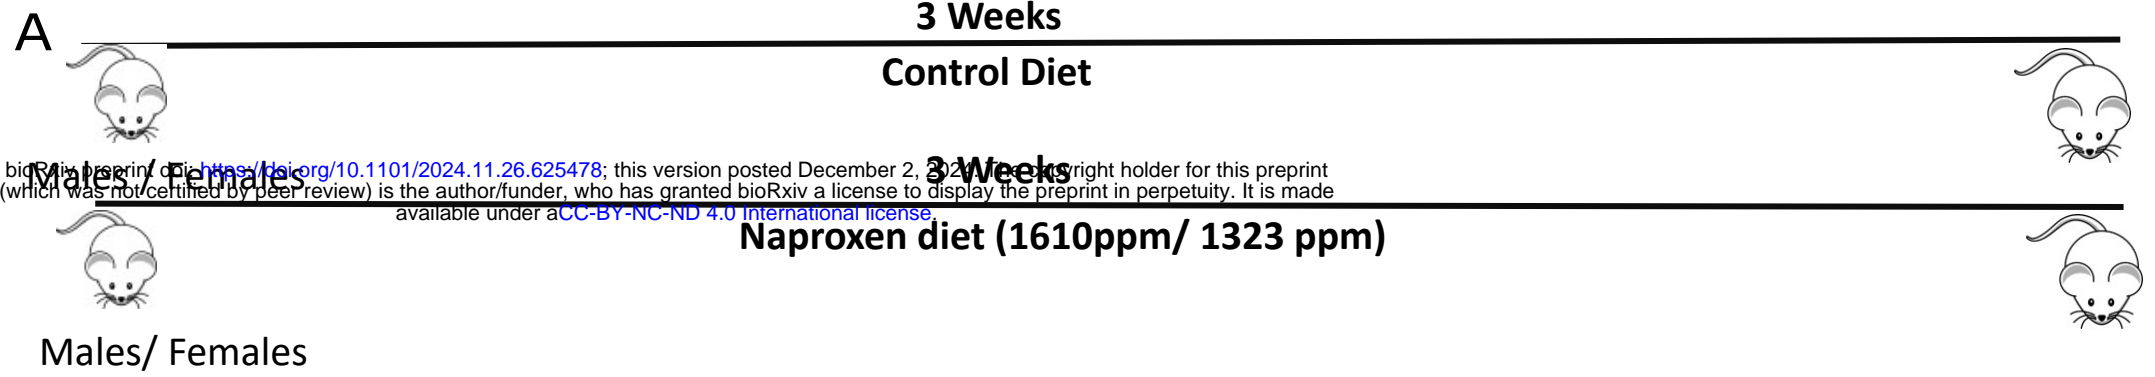 A
3 Weeks
Control Diet
bioRxiv preprint doi: https://doi.org/10.1101/2024.11.26.625478; this version posted December 2, 2024. The copyright holder for this preprint
(which was not certified by peer review) is the author/funder, who has granted bioRxiv a license to display the preprint in perpetuity. It is made
available under aCC-BY-NC-ND 4.0 International license.
Males / Females
3 Weeks
Naproxen diet (1610ppm/ 1323 ppm)
Males/ Females